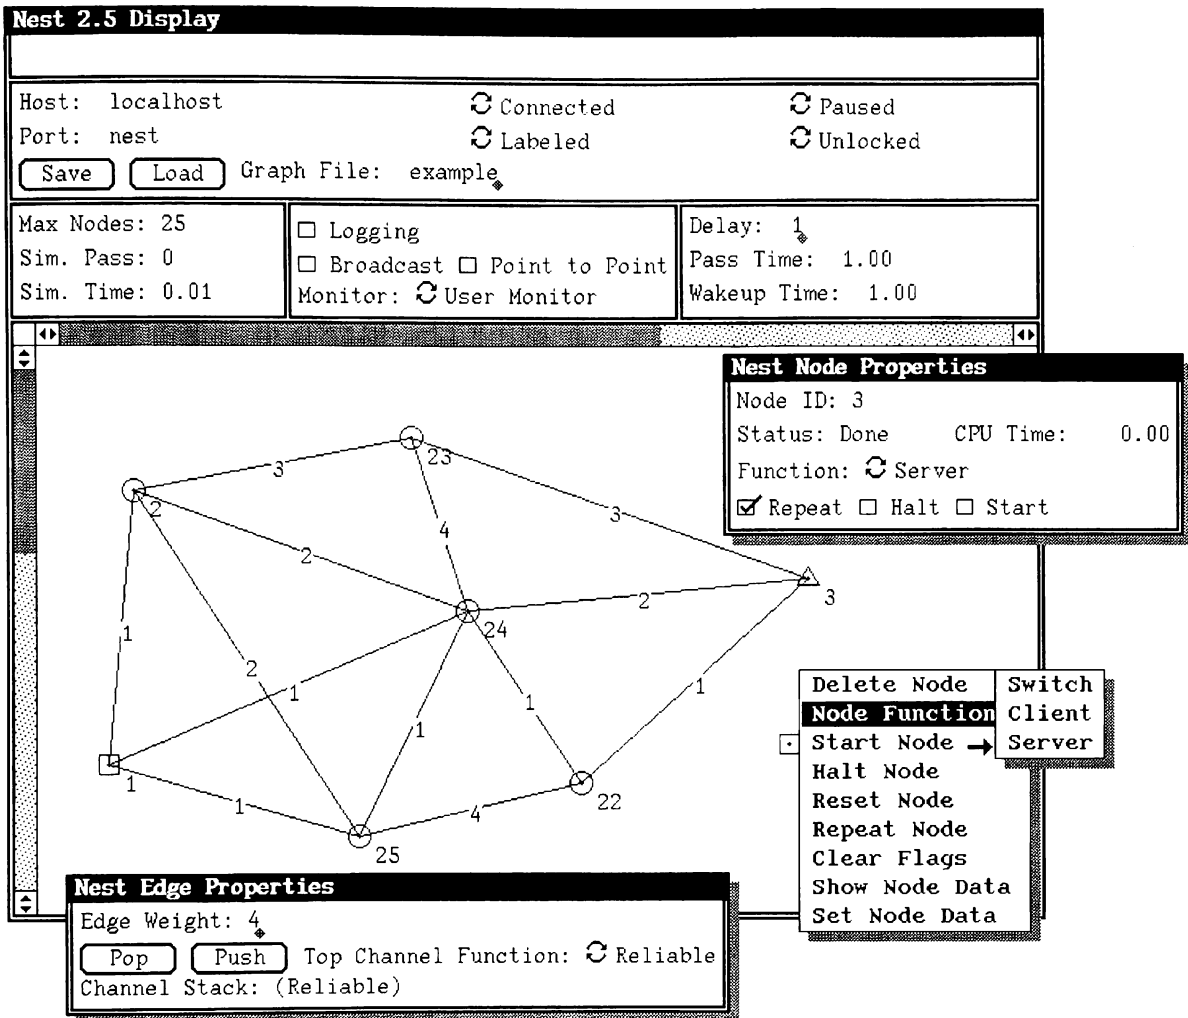 Nest 2.5 Display
Host: localhost Connected Paused
Port: nest Labeled Unlocked
Save Load Graph File: example
Max Nodes: 25
Sim. Pass: 0
Sim. Time: 0.01
Logging
Broadcast Point to Point
Monitor: User Monitor
Delay: 1
Pass Time: 1.00
Wakeup Time: 1.00
Nest Node Properties
Node ID: 3
Status: Done CPU Time: 0.00
Function: Server
Repeat Halt Start
23
3
2
3
4
2
2
3
24
1
2
1
1
1
1
1
1
22
4
25
Delete Node
Node Function
Start Node
Halt Node
Reset Node
Repeat Node
Clear Flags
Show Node Data
Set Node Data
Switch
Client
Server
Nest Edge Properties
Edge Weight: 4
Pop Push Top Channel Function: Reliable
Channel Stack: (Reliable)